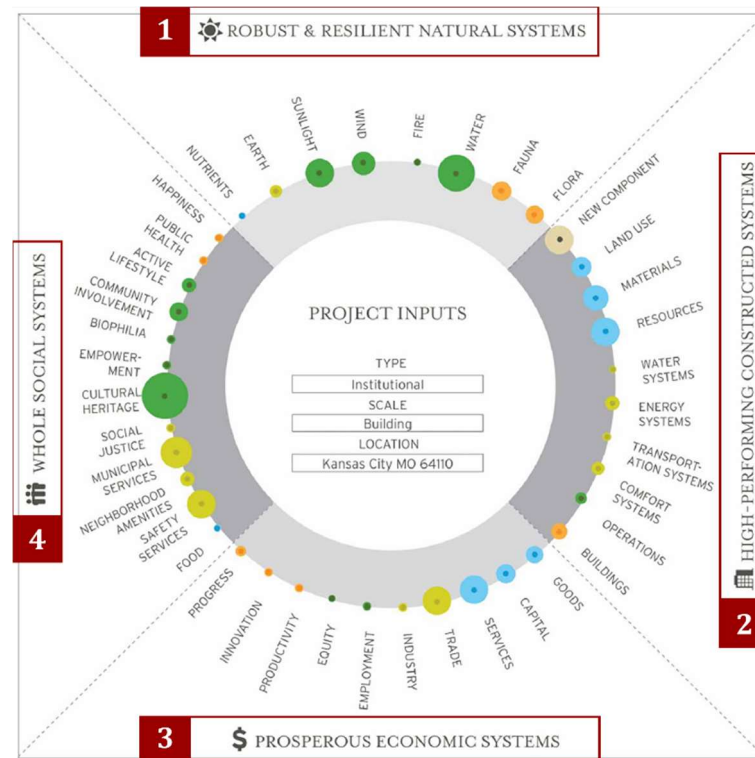 1
ROBUST & RESILIENT NATURAL SYSTEMS
NUTRIENTS
EARTH
SUNLIGHT
WIND
FIRE
WATER
FAUNA
FLORA
2
HIGH-ERFORMING CONSTRUCTED SYSTEMS
NEW COMPONENT
LAND USE
MATERIALS
RESOURCES
WATER
SYSTEMS
ENERGY
SYSTEMS
TRANSPORT-
ATION SYSTEMS
COMFORT
SYSTEMS
OPERATIONS
BUILDINGS
3
$ PROSPEROUS ECONOMIC SYSTEMS
GOODS
CAPITAL
SERVICES
TRADE
INDUSTRY
EMPLOYMENT
EQUITY
PRODUCTIVITY
INNOVATION
PROGRESS
4
WHOLE SOCIAL SYSTEMS
FOOD
SAFETY
SERVICES
NEIGHBORHOOD
AMENITIES
MUNICIPAL
SERVICES
SOCIAL
JUSTICE
CULTURAL
HERITAGE
EMPOWER-
MENT
BIOPHILIA
COMMUNITY
INVOLVEMENT
ACTIVE
LIFESTYLE
PUBLIC
HEALTH
HAPPINESS
PROJECT INPUTS
TYPE
Institutional
SCALE
Building
LOCATION
Kansas City MO 64110